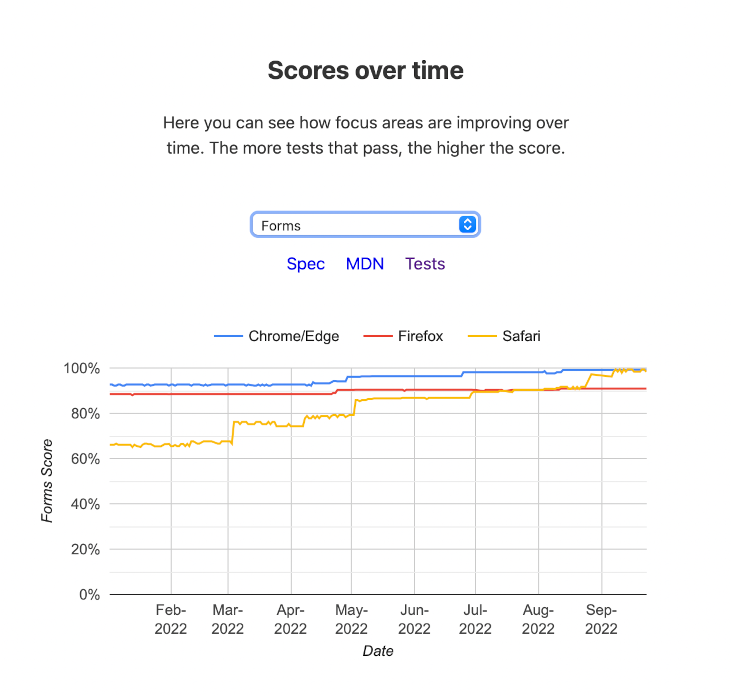 Scores over time
Here you can see how focus areas are improving over
time. The more tests that pass, the higher the score.
Forms
Spec MDN Tests
Chrome/Edge Firefox Safari
100%
80%
60%
40%
20%
0%
Forms Score
Feb- Mar- Apr- May- Jun- Jul- Aug- Sep-
2022 2022 2022 2022 2022 2022 2022 2022
Date